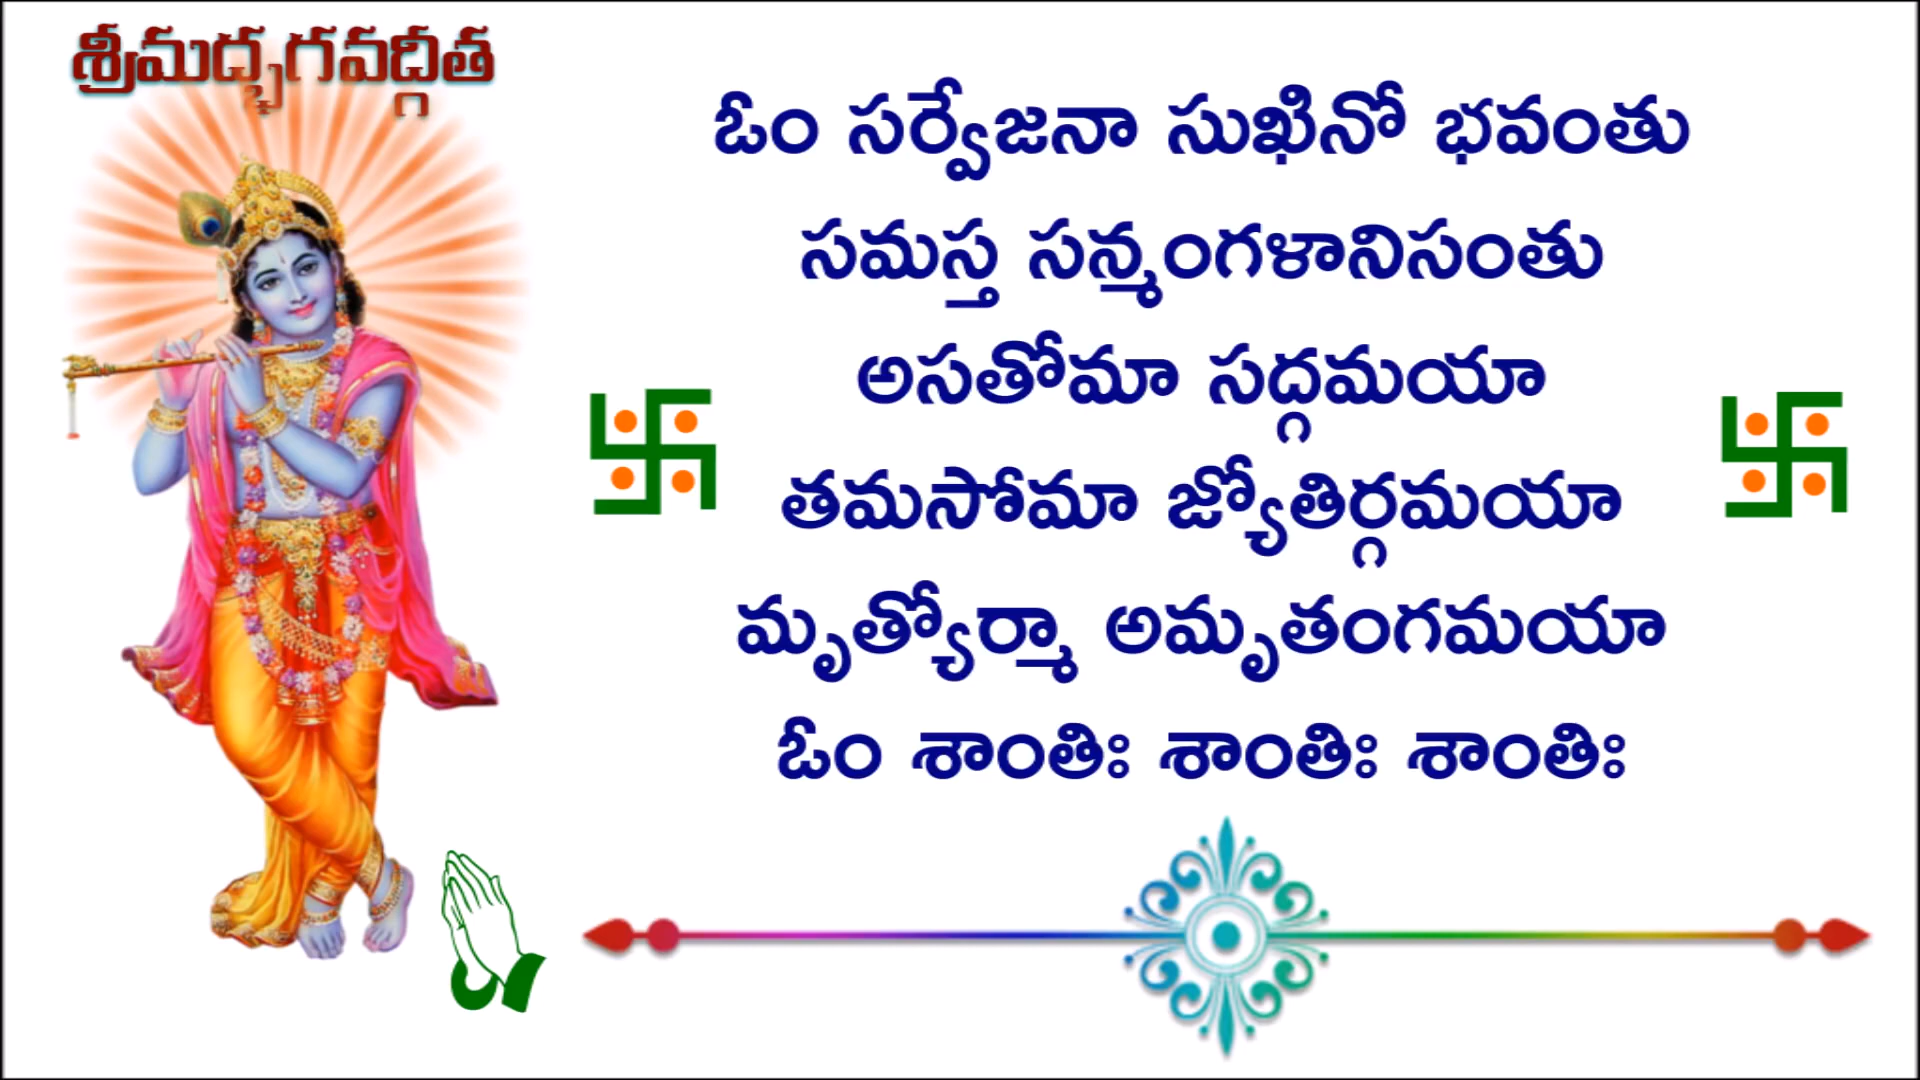 శ్రీమద్భగవద్గీత
ఓం సర్వేజనా సుఖినో భవంతు
సమస్త సన్మంగళానిసంతు
అసతోమా సద్గమయా
తమసోమా జ్యోతిర్గమయా
మృత్యోర్మా అమృతంగమయా
ఓం శాంతిః శాంతిః శాంతిః